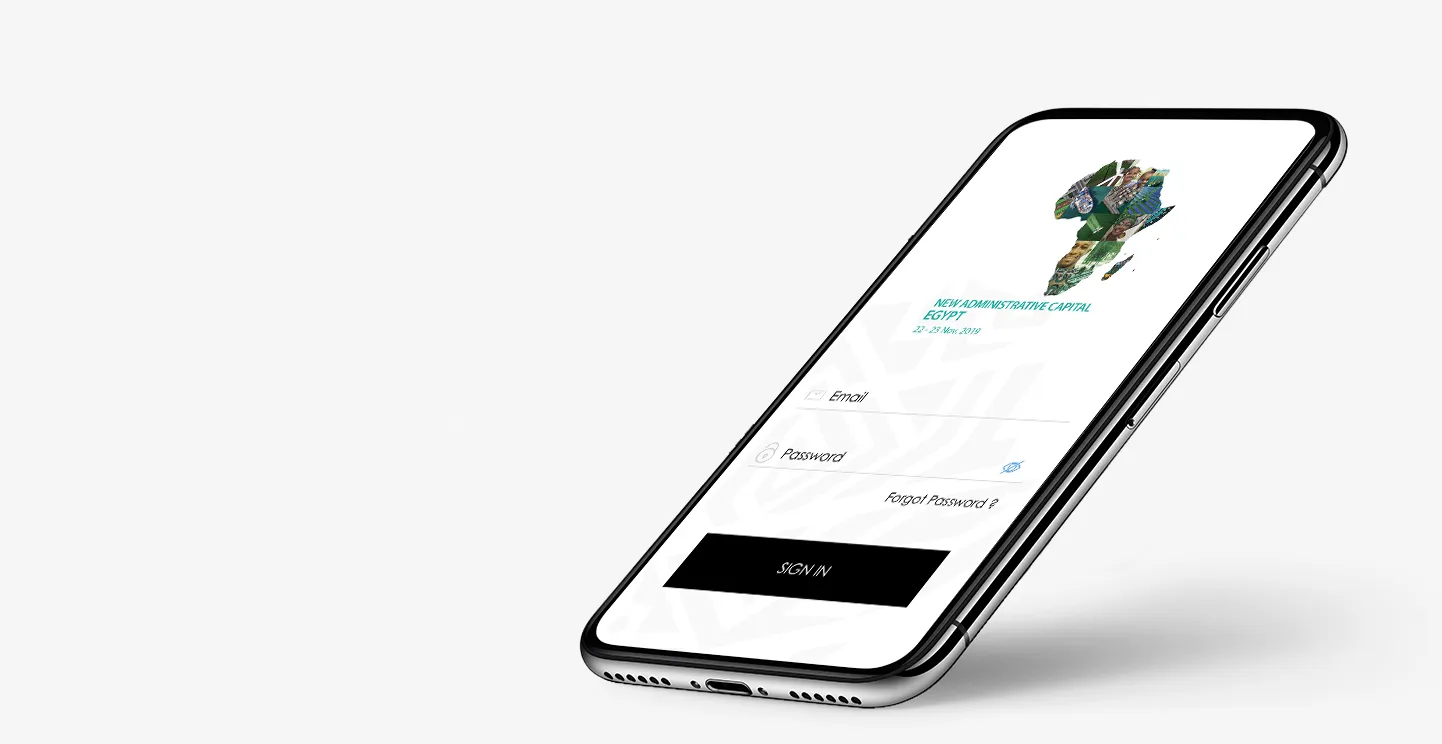 NEW ADMINISTRATIVE CAPITAL
EGYPT
22 - 23 Nov. 2019
Email
Password
Forgot Password ?
SIGN IN